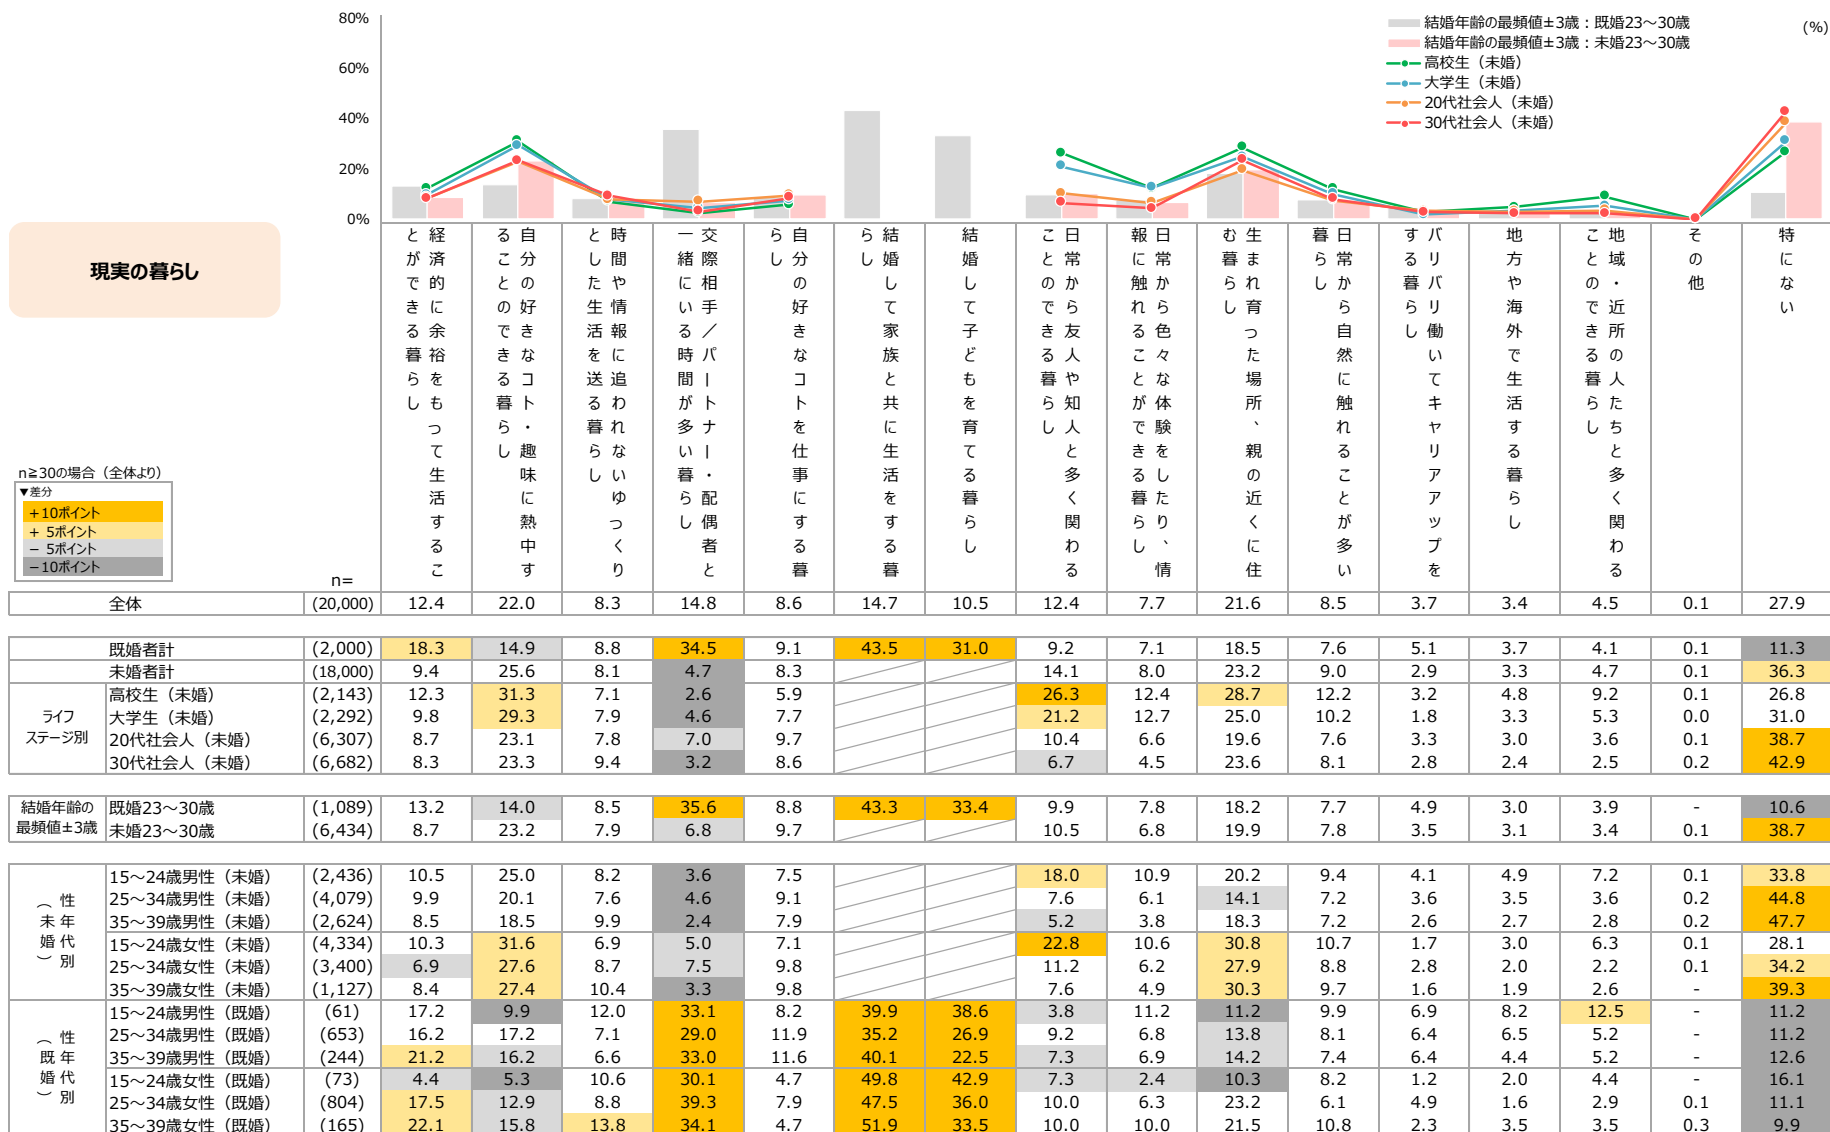 80%
60%
40%
20%
0%
結婚年齢の最頻値±3歳：既婚23～30歳
結婚年齢の最頻値±3歳：未婚23～30歳
高校生（未婚）
大学生（未婚）
20代社会人（未婚）
30代社会人（未婚）
(%)
現実の暮らし
経済的に余裕をもって生活するこ
とができる暮らし
自分の好きなコト・趣味に熱中す
ることのできる暮らし
時間や情報に追われないゆっくり
とした生活を送る暮らし
交際相手／パートナー・配偶者と
一緒にいる時間が多い暮らし
自分の好きなコトを仕事にする暮
らし
結婚して家族と共に生活をする暮
らし
結婚して子どもを育てる暮らし
日常から友人や知人と多く関わる
ことのできる暮らし
日常から色々な体験をしたり、情
報に触れることができる暮らし
生まれ育った場所、親の近くに住
む暮らし
日常から自然に触れることが多い
暮らし
バリバリ働いてキャリアアップを
する暮らし
地方や海外で生活する暮らし
地域・近所の人たちと多く関わる
ことのできる暮らし
その他
特にない
n≧30の場合（全体より）
▼差分
＋10ポイント
＋ 5ポイント
－ 5ポイント
－10ポイント
n=
全体 (20,000) 12.4 22.0 8.3 14.8 8.6 14.7 10.5 12.4 7.7 21.6 8.5 3.7 3.4 4.5 0.1 27.9
既婚者計 (2,000) 18.3 14.9 8.8 34.5 9.1 43.5 31.0 9.2 7.1 18.5 7.6 5.1 3.7 4.1 0.1 11.3
未婚者計 (18,000) 9.4 25.6 8.1 4.7 8.3 14.1 8.0 23.2 9.0 2.9 3.3 4.7 0.1 36.3
ライフ
ステージ別
高校生（未婚） (2,143) 12.3 31.3 7.1 2.6 5.9 26.3 12.4 28.7 12.2 3.2 4.8 9.2 0.1 26.8
大学生（未婚） (2,292) 9.8 29.3 7.9 4.6 7.7 21.2 12.7 25.0 10.2 1.8 3.3 5.3 0.0 31.0
20代社会人（未婚） (6,307) 8.7 23.1 7.8 7.0 9.7 10.4 6.6 19.6 7.6 3.3 3.0 3.6 0.1 38.7
30代社会人（未婚） (6,682) 8.3 23.3 9.4 3.2 8.6 6.7 4.5 23.6 8.1 2.8 2.4 2.5 0.2 42.9
結婚年齢の
最頻値±3歳
既婚23～30歳 (1,089) 13.2 14.0 8.5 35.6 8.8 43.3 33.4 9.9 7.8 18.2 7.7 4.9 3.0 3.9 - 10.6
未婚23～30歳 (6,434) 8.7 23.2 7.9 6.8 9.7 10.5 6.8 19.9 7.8 3.5 3.1 3.4 0.1 38.7
性年代別
（未婚）
15～24歳男性（未婚） (2,436) 10.5 25.0 8.2 3.6 7.5 18.0 10.9 20.2 9.4 4.1 4.9 7.2 0.1 33.8
25～34歳男性（未婚） (4,079) 9.9 20.1 7.6 4.6 9.1 7.6 6.1 14.1 7.2 3.6 3.5 3.6 0.2 44.8
35～39歳男性（未婚） (2,624) 8.5 18.5 9.9 2.4 7.9 5.2 3.8 18.3 7.2 2.6 2.7 2.8 0.2 47.7
15～24歳女性（未婚） (4,334) 10.3 31.6 6.9 5.0 7.1 22.8 10.6 30.8 10.7 1.7 3.0 6.3 0.1 28.1
25～34歳女性（未婚） (3,400) 6.9 27.6 8.7 7.5 9.8 11.2 6.2 27.9 8.8 2.8 2.0 2.2 0.1 34.2
35～39歳女性（未婚） (1,127) 8.4 27.4 10.4 3.3 9.8 7.6 4.9 30.3 9.7 1.6 1.9 2.6 - 39.3
性年代別
（既婚）
15～24歳男性（既婚） (61) 17.2 9.9 12.0 33.1 8.2 39.9 38.6 3.8 11.2 11.2 9.9 6.9 8.2 12.5 - 11.2
25～34歳男性（既婚） (653) 16.2 17.2 7.1 29.0 11.9 35.2 26.9 9.2 6.8 13.8 8.1 6.4 6.5 5.2 - 11.2
35～39歳男性（既婚） (244) 21.2 16.2 6.6 33.0 11.6 40.1 22.5 7.3 6.9 14.2 7.4 6.4 4.4 5.2 - 12.6
15～24歳女性（既婚） (73) 4.4 5.3 10.6 30.1 4.7 49.8 42.9 7.3 2.4 10.3 8.2 1.2 2.0 4.4 - 16.1
25～34歳女性（既婚） (804) 17.5 12.9 8.8 39.3 7.9 47.5 36.0 10.0 6.3 23.2 6.1 4.9 1.6 2.9 0.1 11.1
35～39歳女性（既婚） (165) 22.1 15.8 13.8 34.1 4.7 51.9 33.5 10.0 10.0 21.5 10.8 2.3 3.5 3.5 0.3 9.9